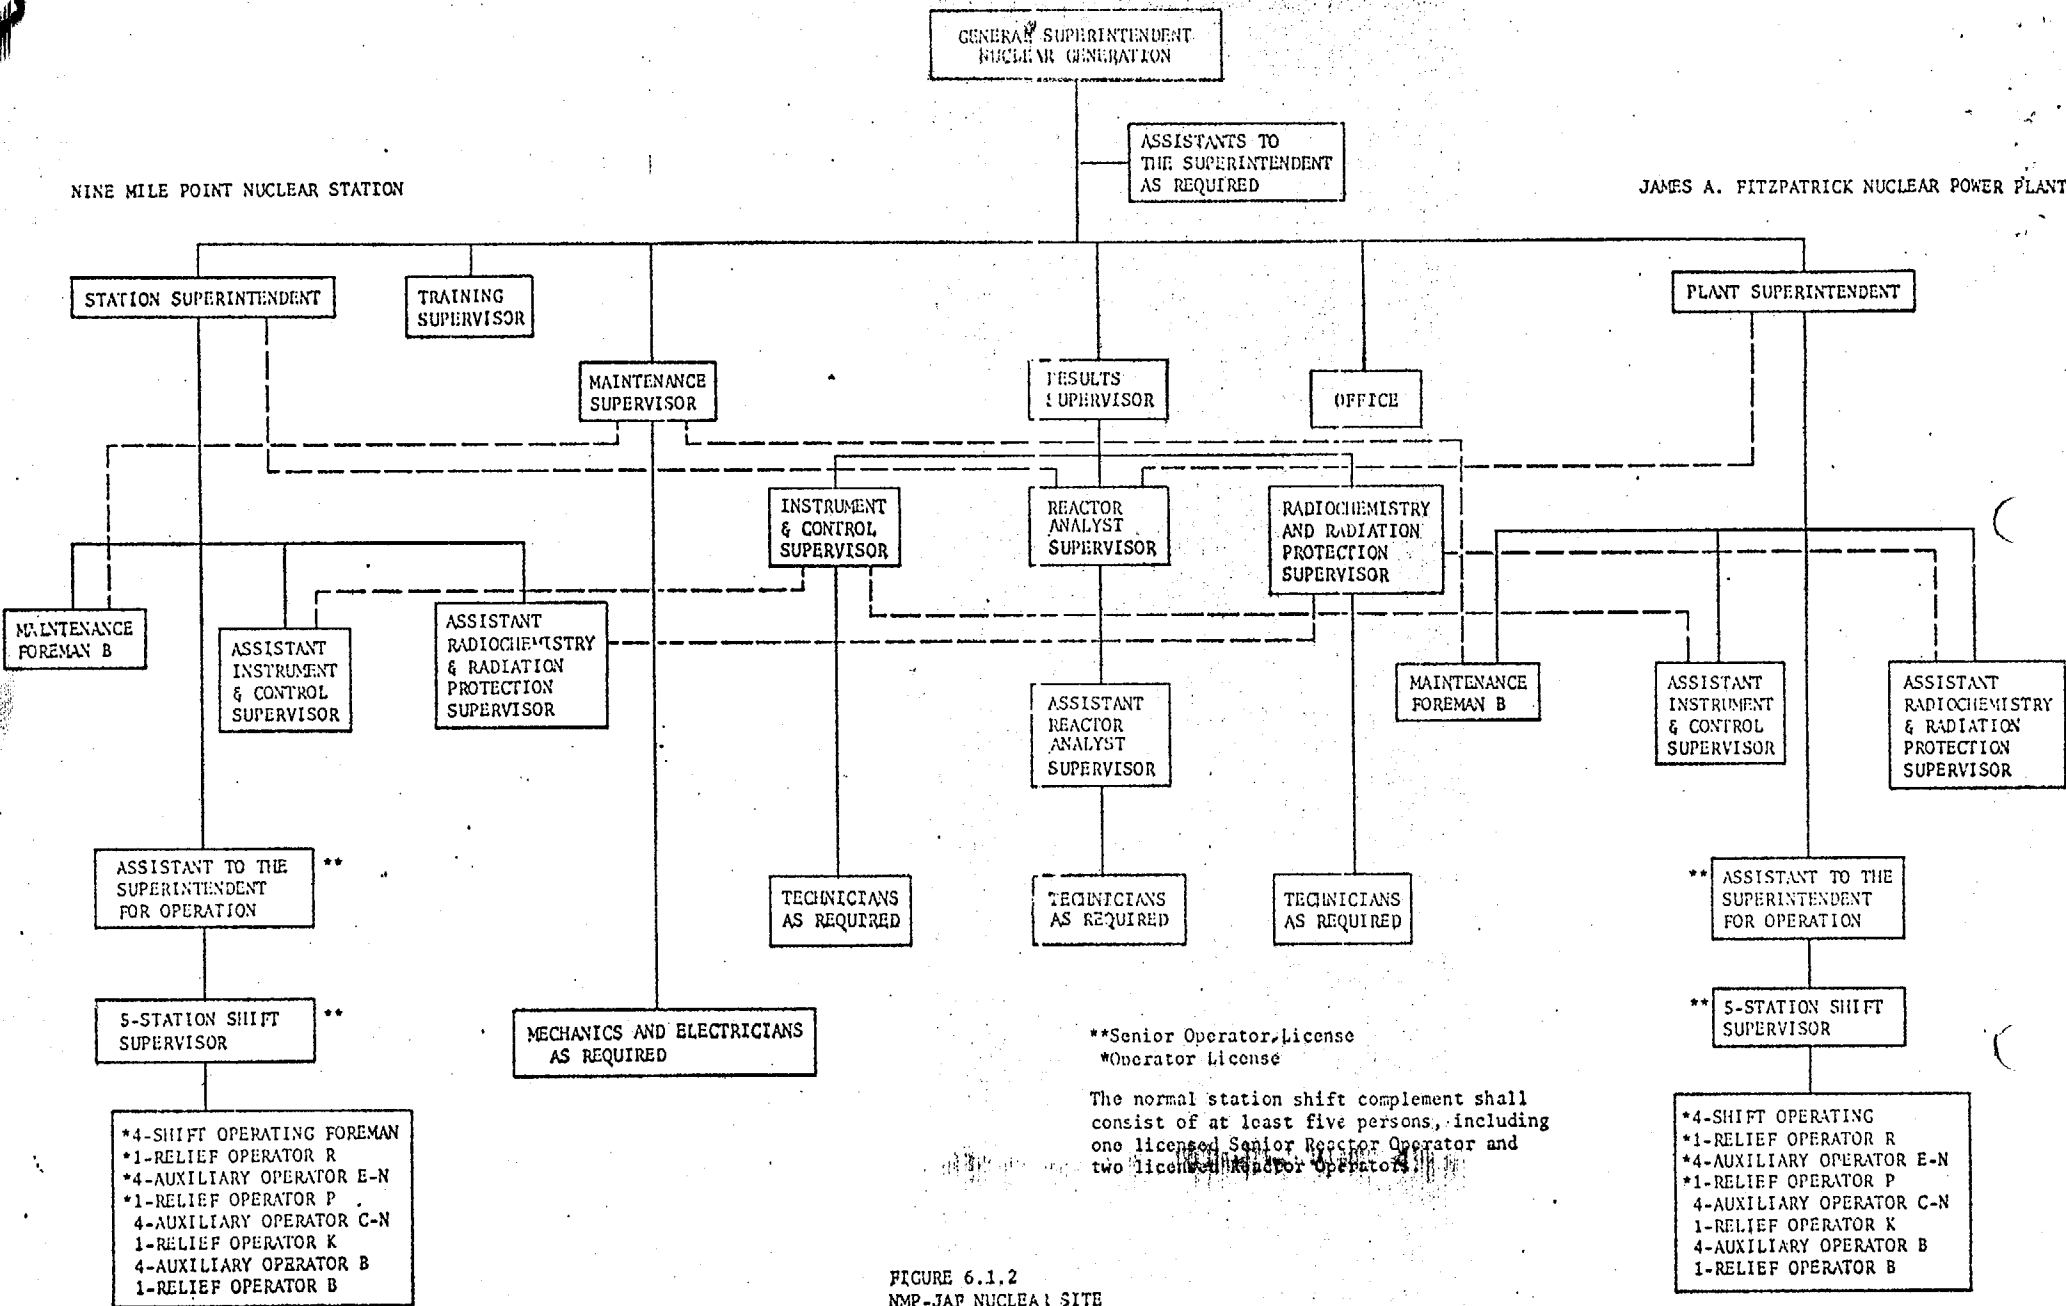 GENERAL SUPERINTENDENT
NUCLEAR GENERATION
ASSISTANTS TO
THE SUPERINTENDENT
AS REQUIRED
NINE MILE POINT NUCLEAR STATION
JAMES A. FITZPATRICK NUCLEAR POWER PLANT
STATION SUPERINTENDENT
TRAINING
SUPERVISOR
PLANT SUPERINTENDENT
MAINTENANCE
SUPERVISOR
RESULTS
SUPERVISOR
OFFICE
INSTRUMENT
& CONTROL
SUPERVISOR
REACTOR
ANALYST
SUPERVISOR
RADIOCHEMISTRY
AND RADIATION
PROTECTION
SUPERVISOR
MAINTENANCE
FOREMAN B
ASSISTANT
INSTRUMENT
& CONTROL
SUPERVISOR
ASSISTANT
RADIOCHEMISTRY
& RADIATION
PROTECTION
SUPERVISOR
ASSISTANT
REACTOR
ANALYST
SUPERVISOR
MAINTENANCE
FOREMAN B
ASSISTANT
INSTRUMENT
& CONTROL
SUPERVISOR
ASSISTANT
RADIOCHEMISTRY
& RADIATION
PROTECTION
SUPERVISOR
ASSISTANT TO THE **
SUPERINTENDENT
FOR OPERATION
TECHNICIANS
AS REQUIRED
TECHNICIANS
AS REQUIRED
TECHNICIANS
AS REQUIRED
** ASSISTANT TO THE
SUPERINTENDENT
FOR OPERATION
5-STATION SHIFT **
SUPERVISOR
MECHANICS AND ELECTRICIANS
AS REQUIRED
** 5-STATION SHIFT
SUPERVISOR
**Senior Operator License
*Operator License
The normal station shift complement shall
consist of at least five persons, including
one licensed Senior Reactor Operator and
two licensed Reactor Operators.
*4-SHIFT OPERATING FOREMAN
*1-RELIEF OPERATOR R
*4-AUXILIARY OPERATOR E-N
*1-RELIEF OPERATOR P
4-AUXILIARY OPERATOR C-N
1-RELIEF OPERATOR K
4-AUXILIARY OPERATOR B
1-RELIEF OPERATOR B
*4-SHIFT OPERATING
*1-RELIEF OPERATOR R
*4-AUXILIARY OPERATOR E-N
*1-RELIEF OPERATOR P
4-AUXILIARY OPERATOR C-N
1-RELIEF OPERATOR K
4-AUXILIARY OPERATOR B
1-RELIEF OPERATOR B
FIGURE 6.1.2
NMP-JAF NUCLEAR SITE